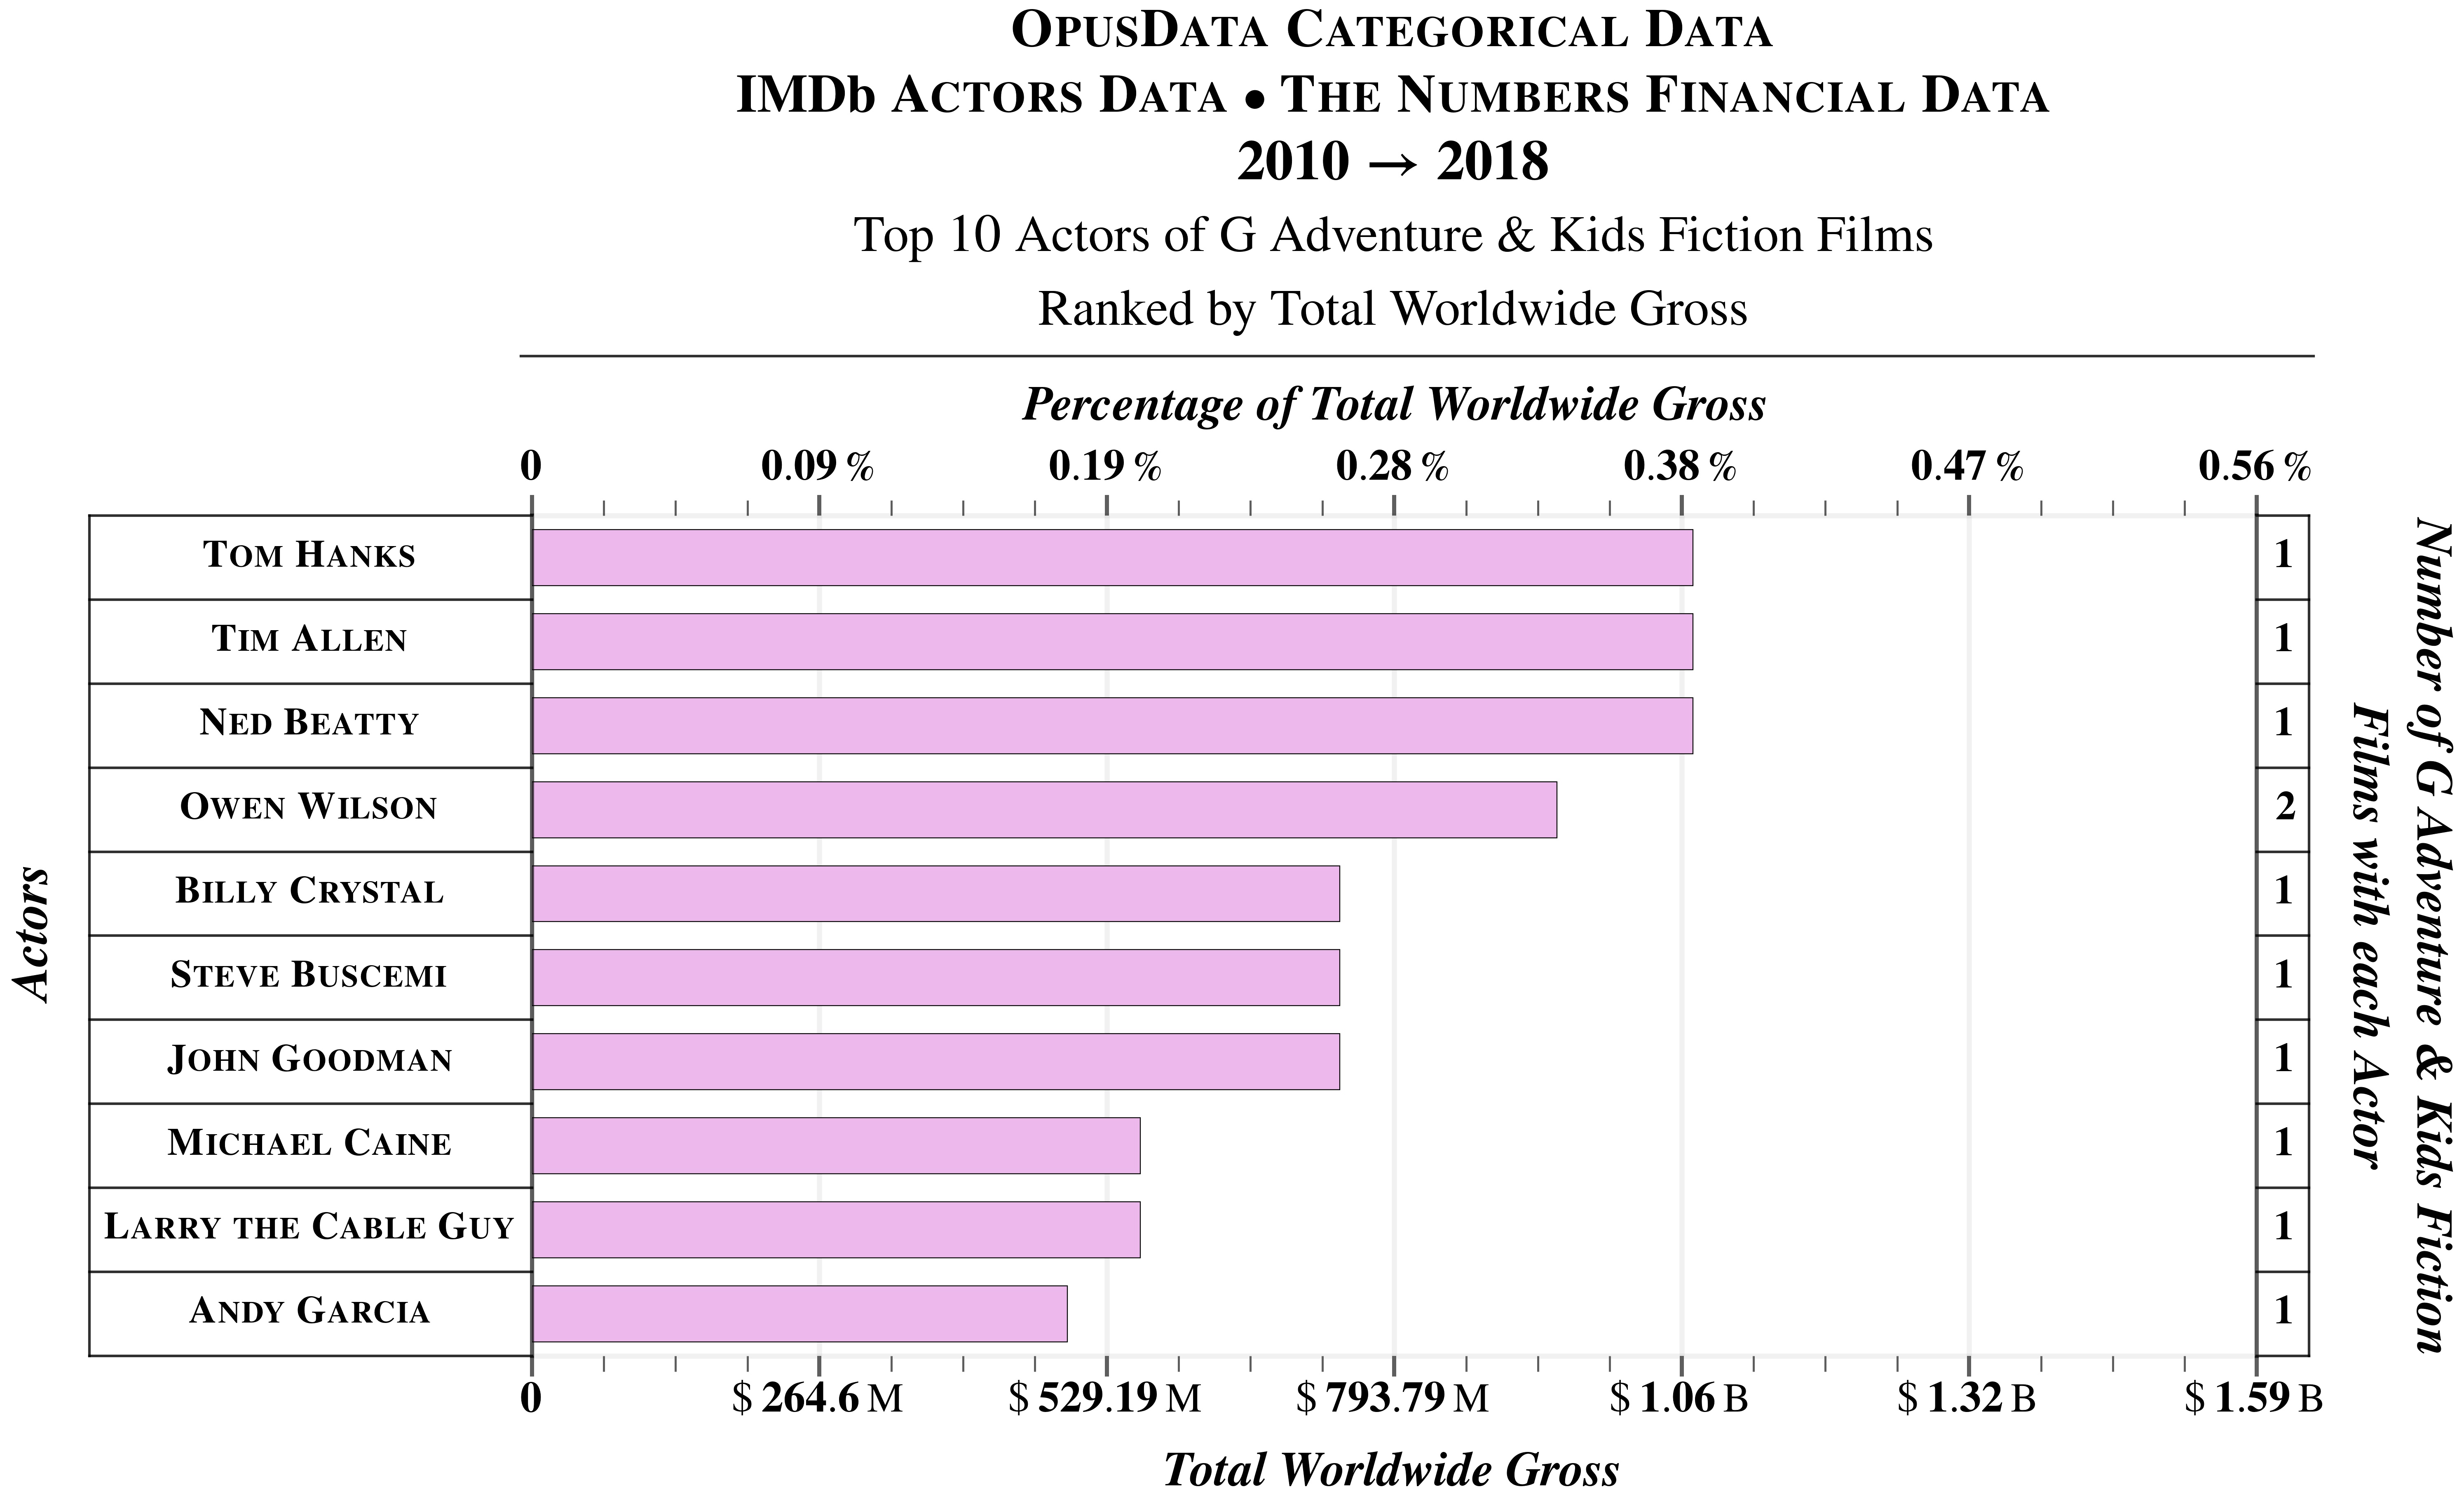 OpusData Categorical Data
IMDb Actors Data • The Numbers Financial Data
2010 → 2018
Top 10 Actors of G Adventure & Kids Fiction Films
Ranked by Total Worldwide Gross
Percentage of Total Worldwide Gross
0 0.09 % 0.19 % 0.28 % 0.38 % 0.47 % 0.56 %
Tom Hanks 1
Tim Allen 1
Ned Beatty 1
Owen Wilson 2
Billy Crystal 1
Steve Buscemi 1
John Goodman 1
Michael Caine 1
Larry the Cable Guy 1
Andy Garcia 1
0 $ 264.6 M $ 529.19 M $ 793.79 M $ 1.06 B $ 1.32 B $ 1.59 B
Total Worldwide Gross
Actors
Number of G Adventure & Kids Fiction
Films with each Actor